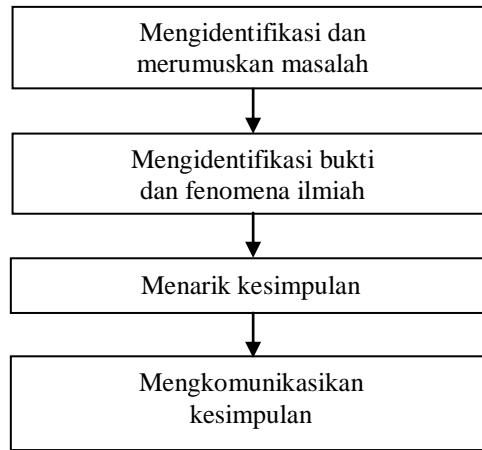 Mengidentifikasi dan
merumuskan masalah
Mengidentifikasi bukti
dan fenomena ilmiah
Menarik kesimpulan
Mengkomunikasikan
kesimpulan